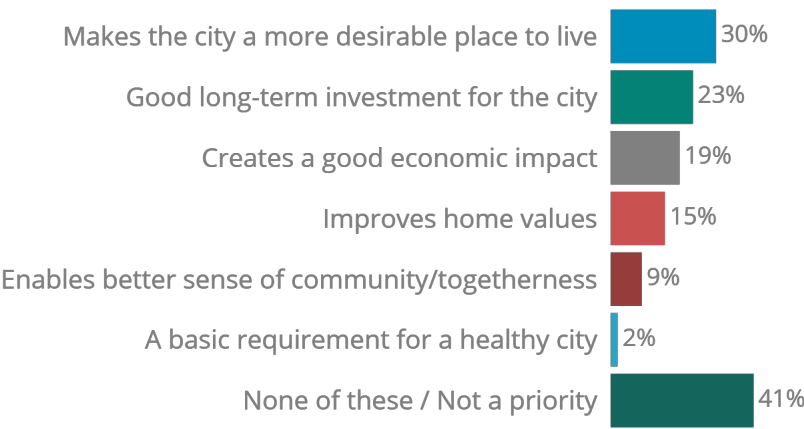 Makes the city a more desirable place to live 30%
Good long-term investment for the city 23%
Creates a good economic impact 19%
Improves home values 15%
Enables better sense of community/togetherness 9%
A basic requirement for a healthy city 2%
None of these / Not a priority 41%